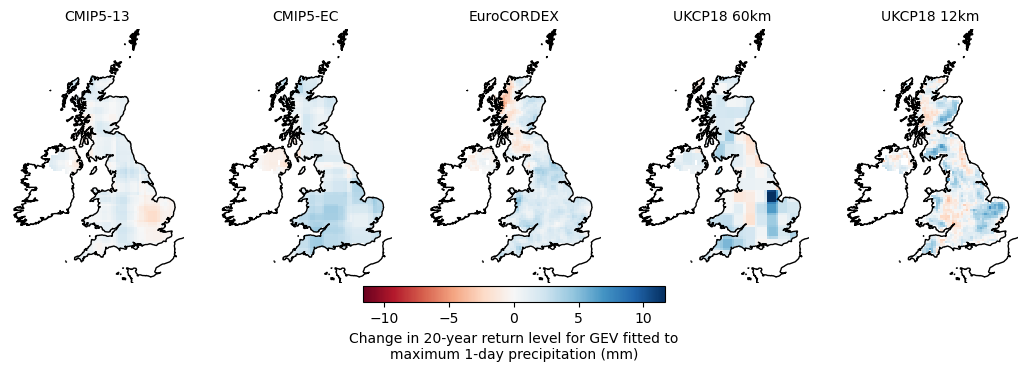 CMIP5-13 CMIP5-EC EuroCORDEX UKCP18 60km UKCP18 12km
−10 −5 0 5 10
Change in 20-year return level for GEV fitted to
maximum 1-day precipitation (mm)